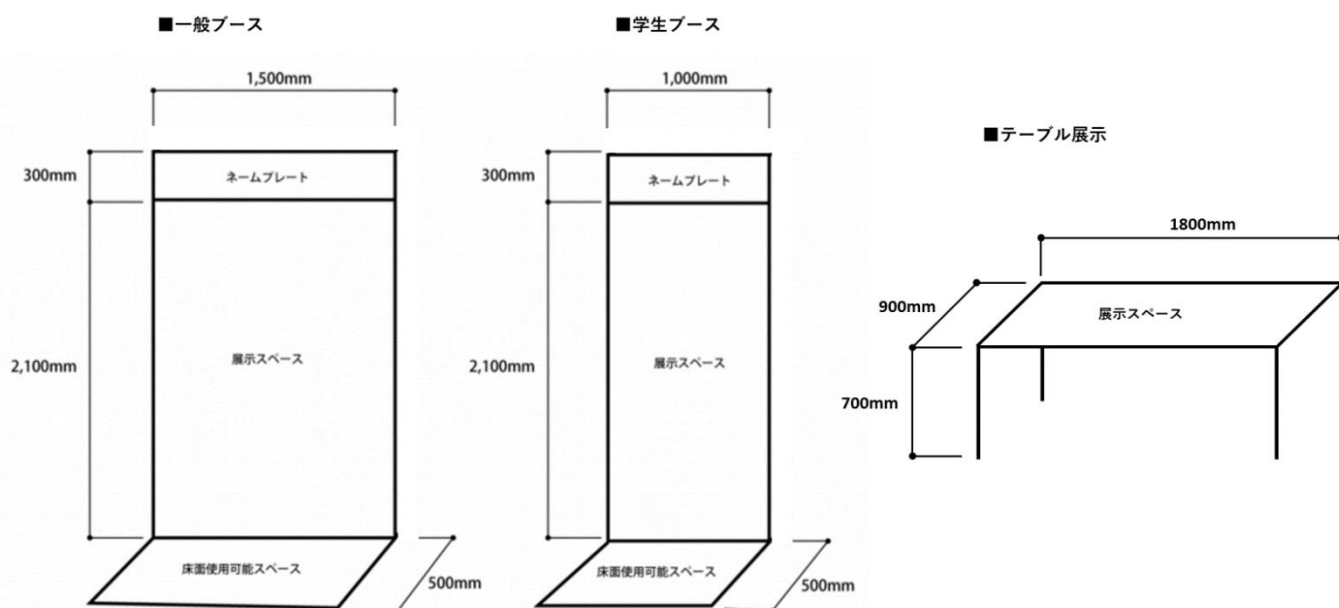 ■一般ブース
1,500mm
300mm
ネームプレート
2,100mm
展示スペース
床面使用可能スペース
500mm
■学生ブース
1,000mm
300mm
ネームプレート
2,100mm
展示スペース
床面使用可能スペース
500mm
■テーブル展示
1800mm
900mm
展示スペース
700mm